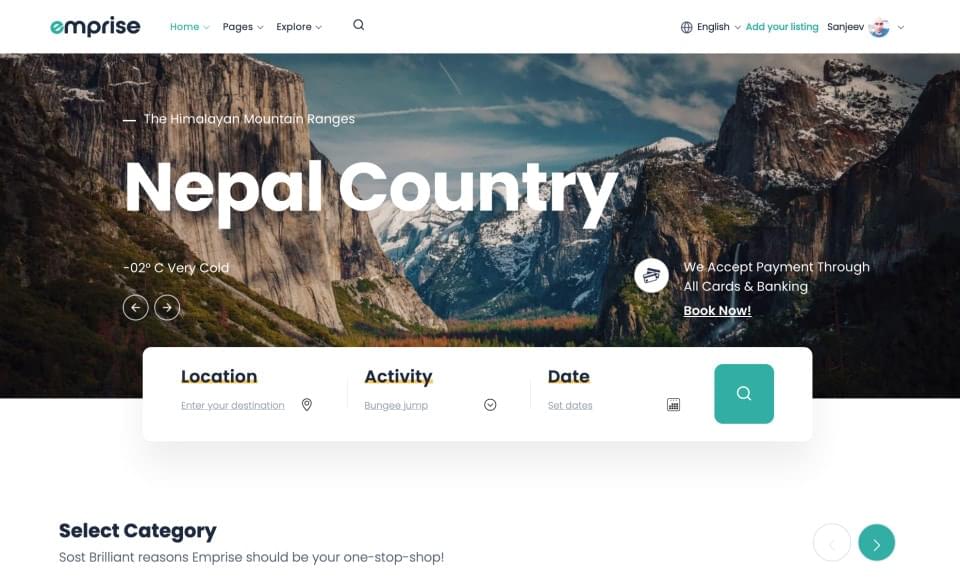 emprise
Home Pages Explore
English Add your listing Sanjeev
The Himalayan Mountain Ranges
Nepal Country
-02° C Very Cold
We Accept Payment Through
All Cards & Banking
Book Now!
Location Activity Date
Enter your destination Bungee jump Set dates
Select Category
Sost Brilliant reasons Emprise should be your one-stop-shop!